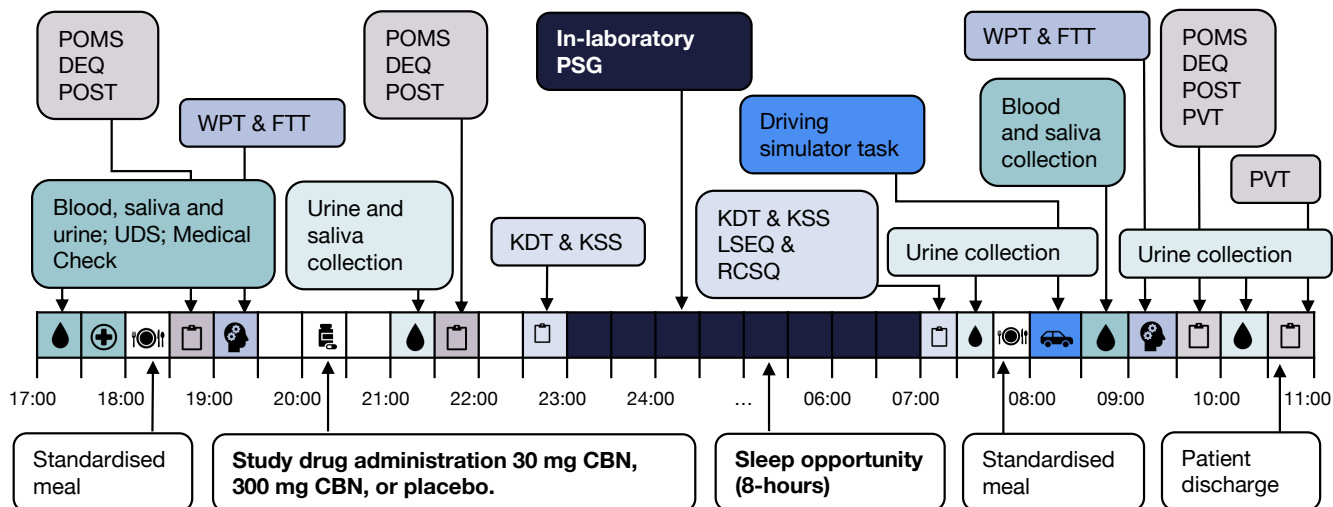 POMS
DEQ
POST
WPT & FTT
Blood, saliva and
urine; UDS; Medical
Check
Urine and
saliva
collection
POMS
DEQ
POST
KDT & KSS
In-laboratory
PSG
KDT & KSS
LSEQ &
RCSQ
Driving
simulator task
Urine collection
Blood
and saliva
collection
WPT & FTT
POMS
DEQ
POST
PVT
Urine collection
PVT
17:00 18:00 19:00 20:00 21:00 22:00 23:00 24:00 ... 06:00 07:00 08:00 09:00 10:00 11:00
Standardised
meal
Study drug administration 30 mg CBN,
300 mg CBN, or placebo.
Sleep opportunity
(8-hours)
Standardised
meal
Patient
discharge